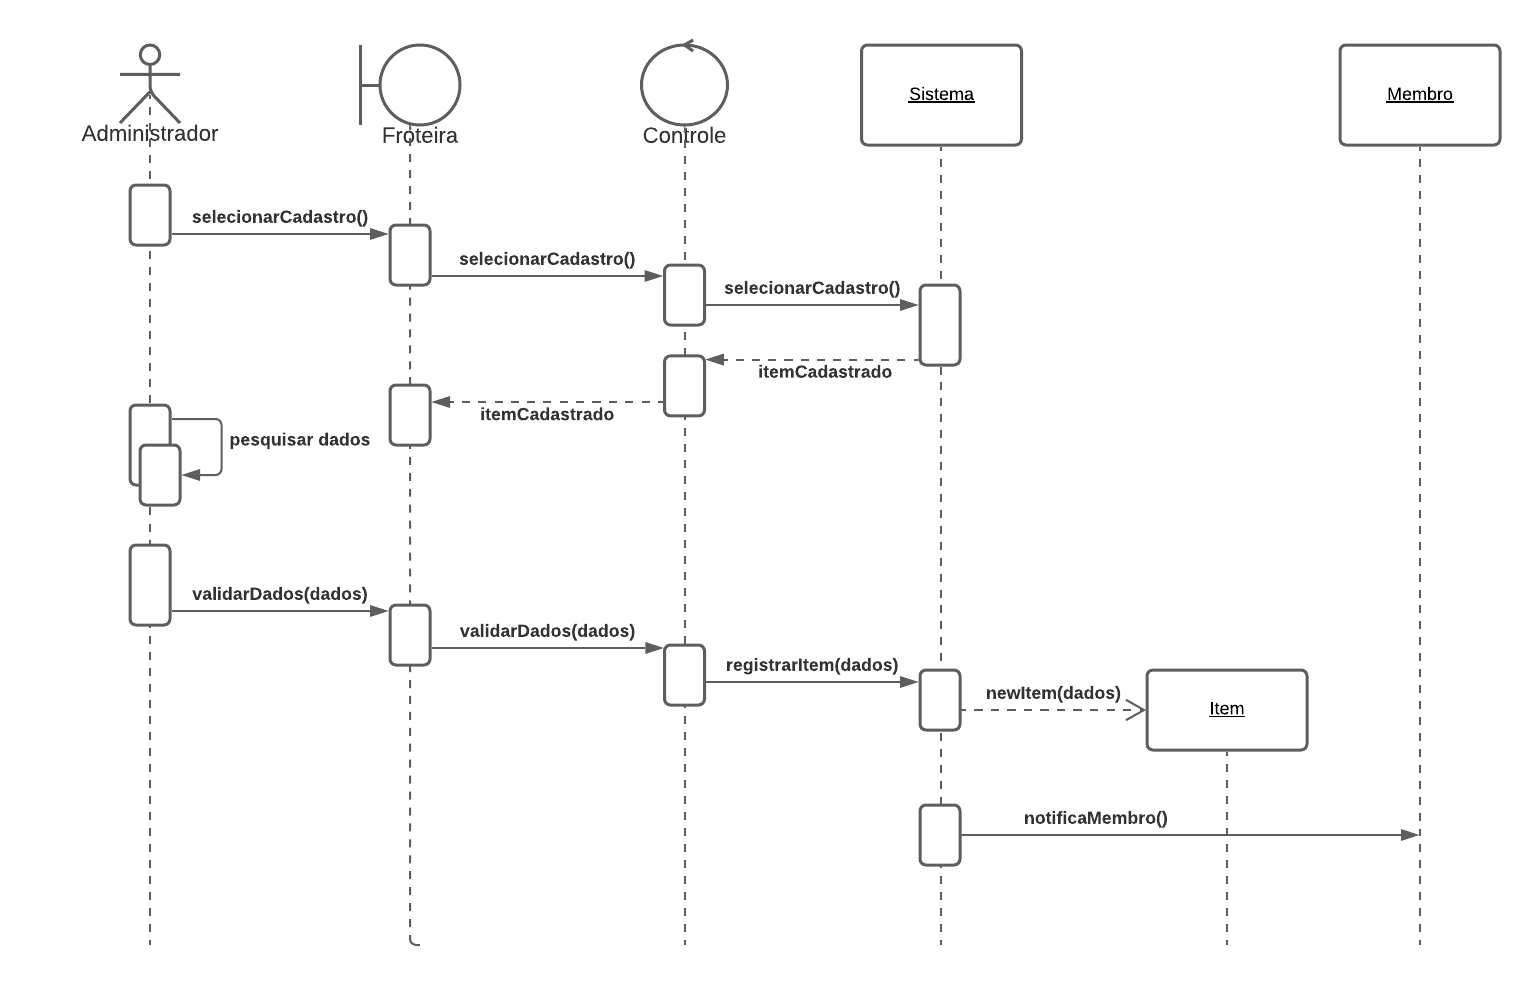 Administrador
Froteira
Controle
Sistema
Membro
selecionarCadastro()
selecionarCadastro()
selecionarCadastro()
itemCadastrado
itemCadastrado
pesquisar dados
validarDados(dados)
validarDados(dados)
registrarItem(dados)
newItem(dados)
Item
notificaMembro()